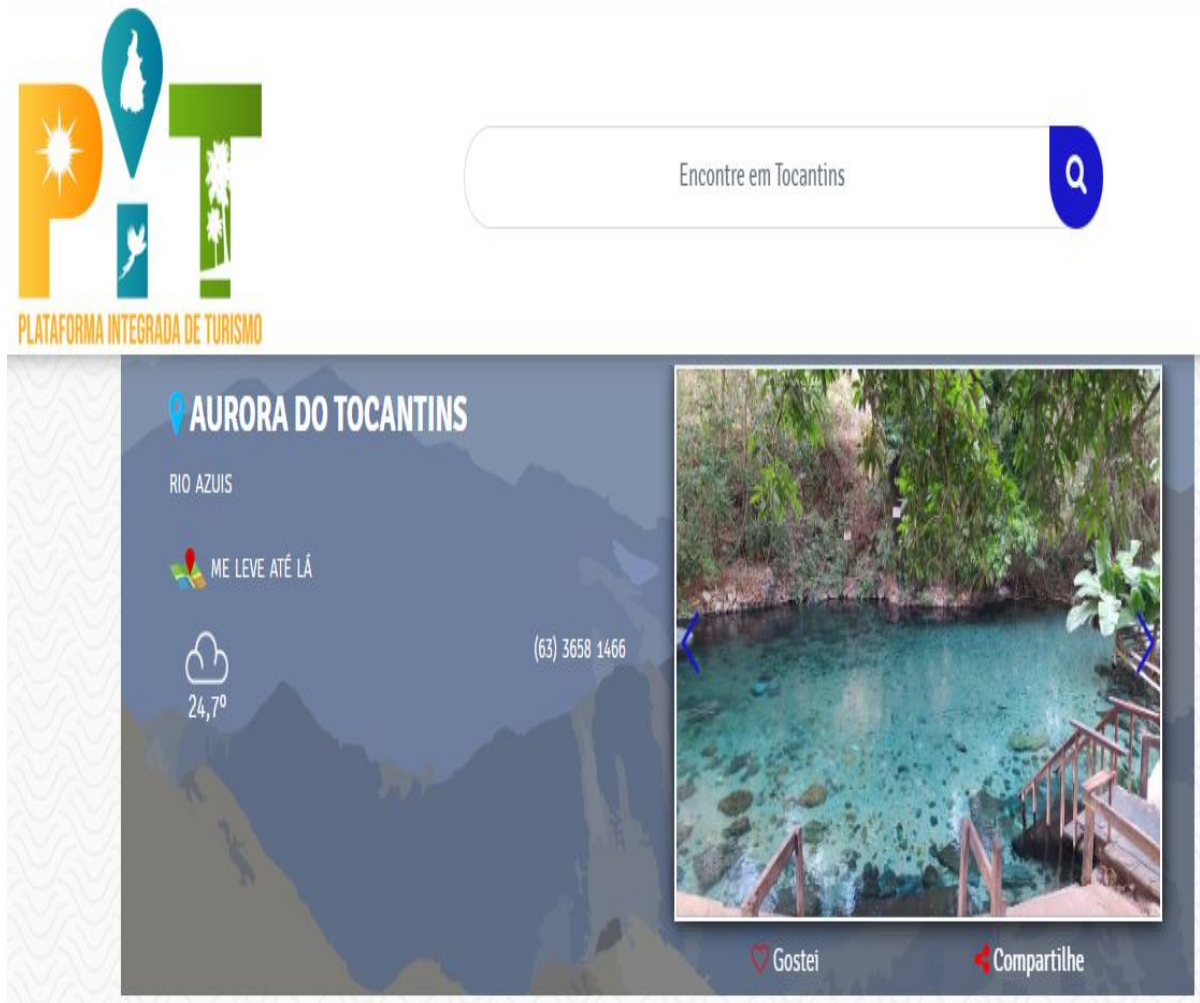 PiT
PLATAFORMA INTEGRADA DE TURISMO
Encontre em Tocantins
AURORA DO TOCANTINS
RIO AZUIS
ME LEVE ATÉ LÁ
24,7º
(63) 3658 1466
Gostei
Compartilhe